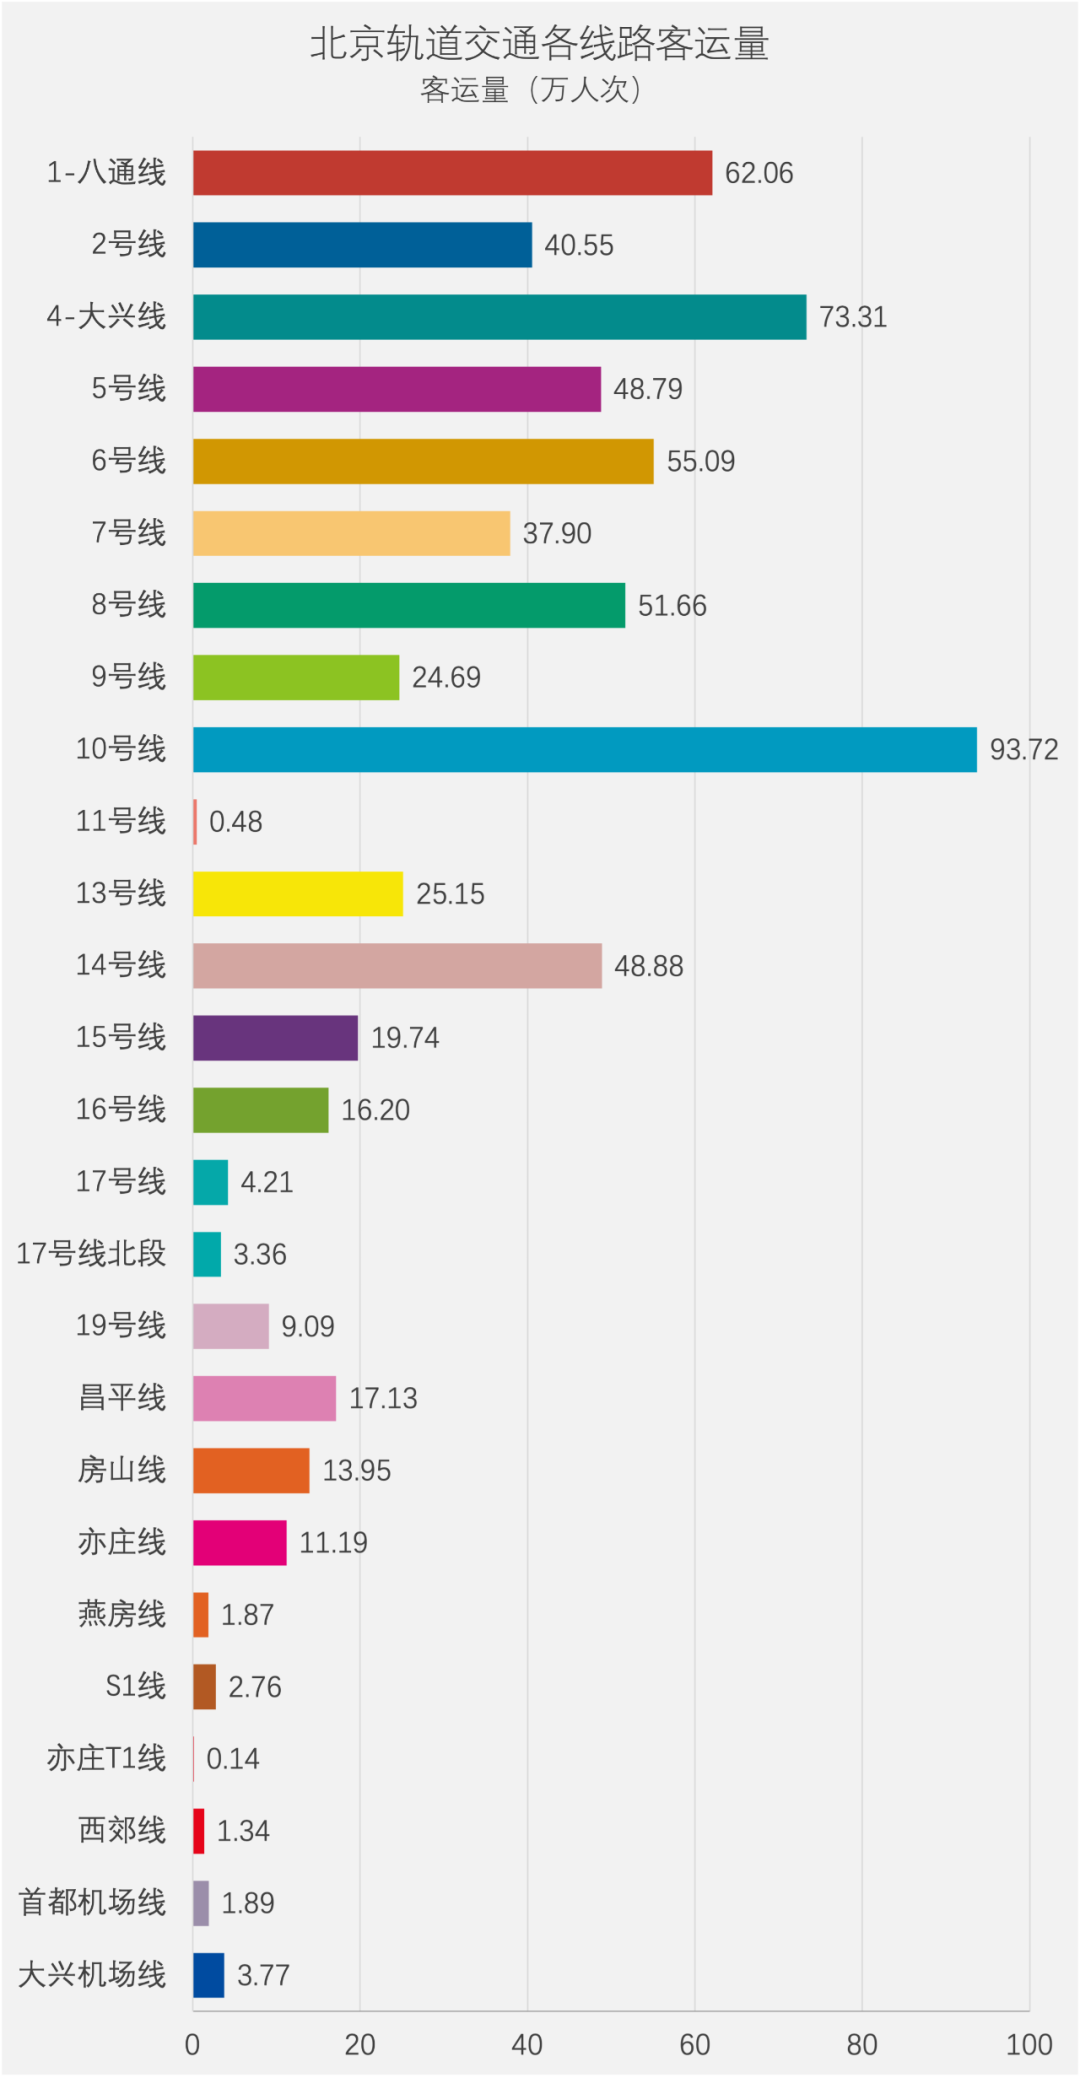 北京轨道交通各线路客运量
客运量（万人次）
1-八通线 62.06
2号线 40.55
4-大兴线 73.31
5号线 48.79
6号线 55.09
7号线 37.90
8号线 51.66
9号线 24.69
10号线 93.72
11号线 0.48
13号线 25.15
14号线 48.88
15号线 19.74
16号线 16.20
17号线 4.21
17号线北段 3.36
19号线 9.09
昌平线 17.13
房山线 13.95
亦庄线 11.19
燕房线 1.87
S1线 2.76
亦庄T1线 0.14
西郊线 1.34
首都机场线 1.89
大兴机场线 3.77
0 20 40 60 80 100